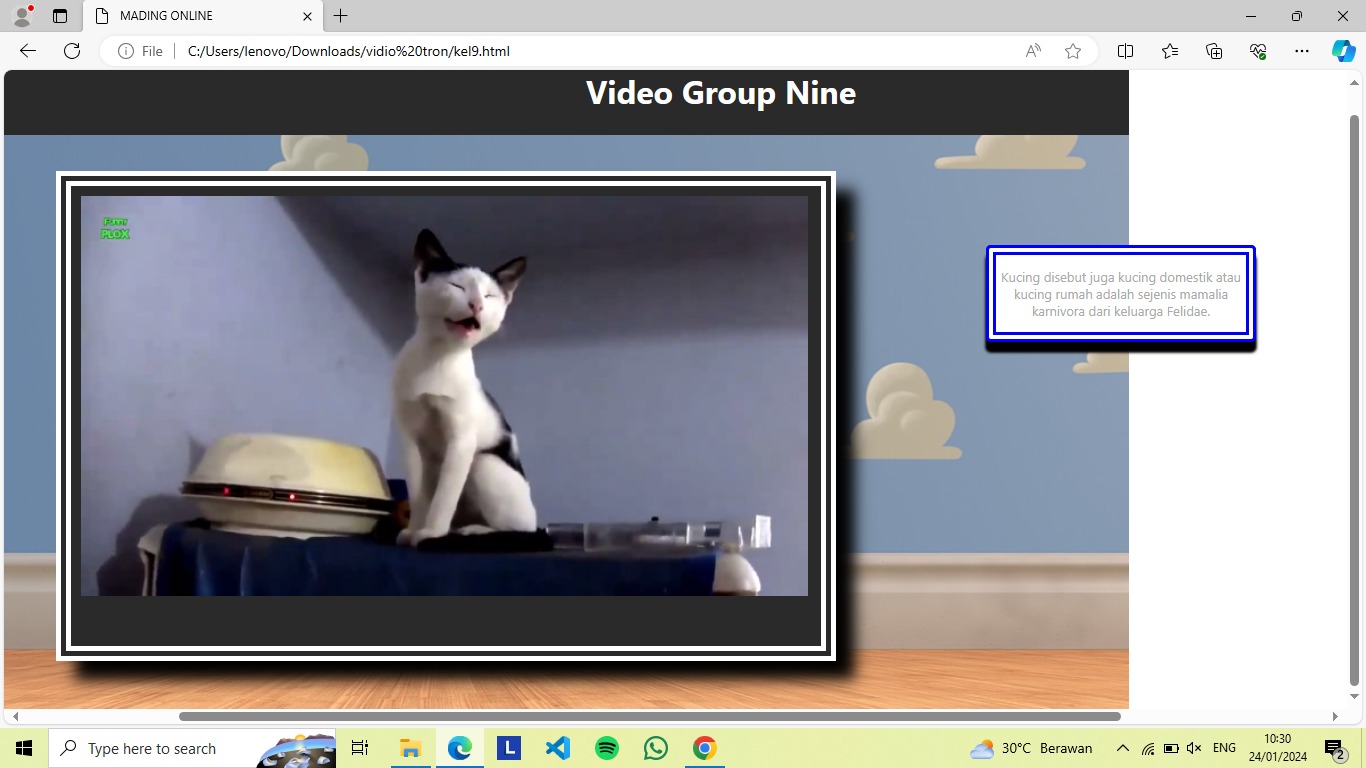 MADING ONLINE
File
C:/Users/lenovo/Downloads/vidio%20tron/kel9.html
Video Group Nine
Funny
PLOX
Kucing disebut juga kucing domestik atau
kucing rumah adalah sejenis mamalia
karnivora dari keluarga Felidae.
Type here to search
L
30°C Berawan
ENG
10:30
24/01/2024
2